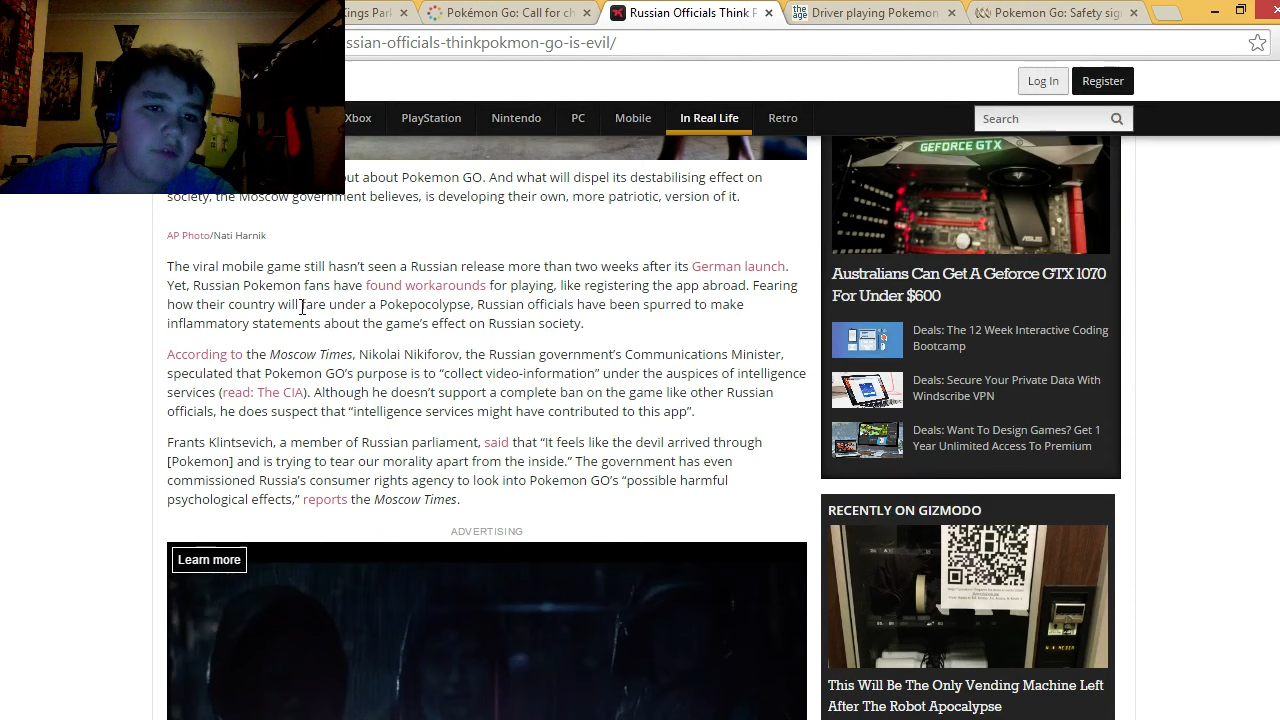 Kings Park
Pokémon Go: Call for ch
Russian Officials Think P
the age
Driver playing Pokemon
Pokemon Go: Safety sig
ssian-officials-thinkpokmon-go-is-evil/
Log In
Register
Xbox
PlayStation
Nintendo
PC
Mobile
In Real Life
Retro
Search
out about Pokemon GO. And what will dispel its destabilising effect on
society, the Moscow government believes, is developing their own, more patriotic, version of it.
AP Photo/Nati Harnik
The viral mobile game still hasn't seen a Russian release more than two weeks after its German launch.
Yet, Russian Pokemon fans have found workarounds for playing, like registering the app abroad. Fearing
how their country will fare under a Pokepocolypse, Russian officials have been spurred to make
inflammatory statements about the game's effect on Russian society.
According to the Moscow Times, Nikolai Nikiforov, the Russian government's Communications Minister,
speculated that Pokemon GO's purpose is to "collect video-information" under the auspices of intelligence
services (read: The CIA). Although he doesn't support a complete ban on the game like other Russian
officials, he does suspect that "intelligence services might have contributed to this app".
Frants Klintsevich, a member of Russian parliament, said that "It feels like the devil arrived through
[Pokemon] and is trying to tear our morality apart from the inside." The government has even
commissioned Russia's consumer rights agency to look into Pokemon GO's "possible harmful
psychological effects," reports the Moscow Times.
ADVERTISING
Learn more
GEFORCE GTX
ASUS
Australians Can Get A Geforce GTX 1070
For Under $600
Deals: The 12 Week Interactive Coding
Bootcamp
Deals: Secure Your Private Data With
Windscribe VPN
Deals: Want To Design Games? Get 1
Year Unlimited Access To Premium
RECENTLY ON GIZMODO
This Will Be The Only Vending Machine Left
After The Robot Apocalypse